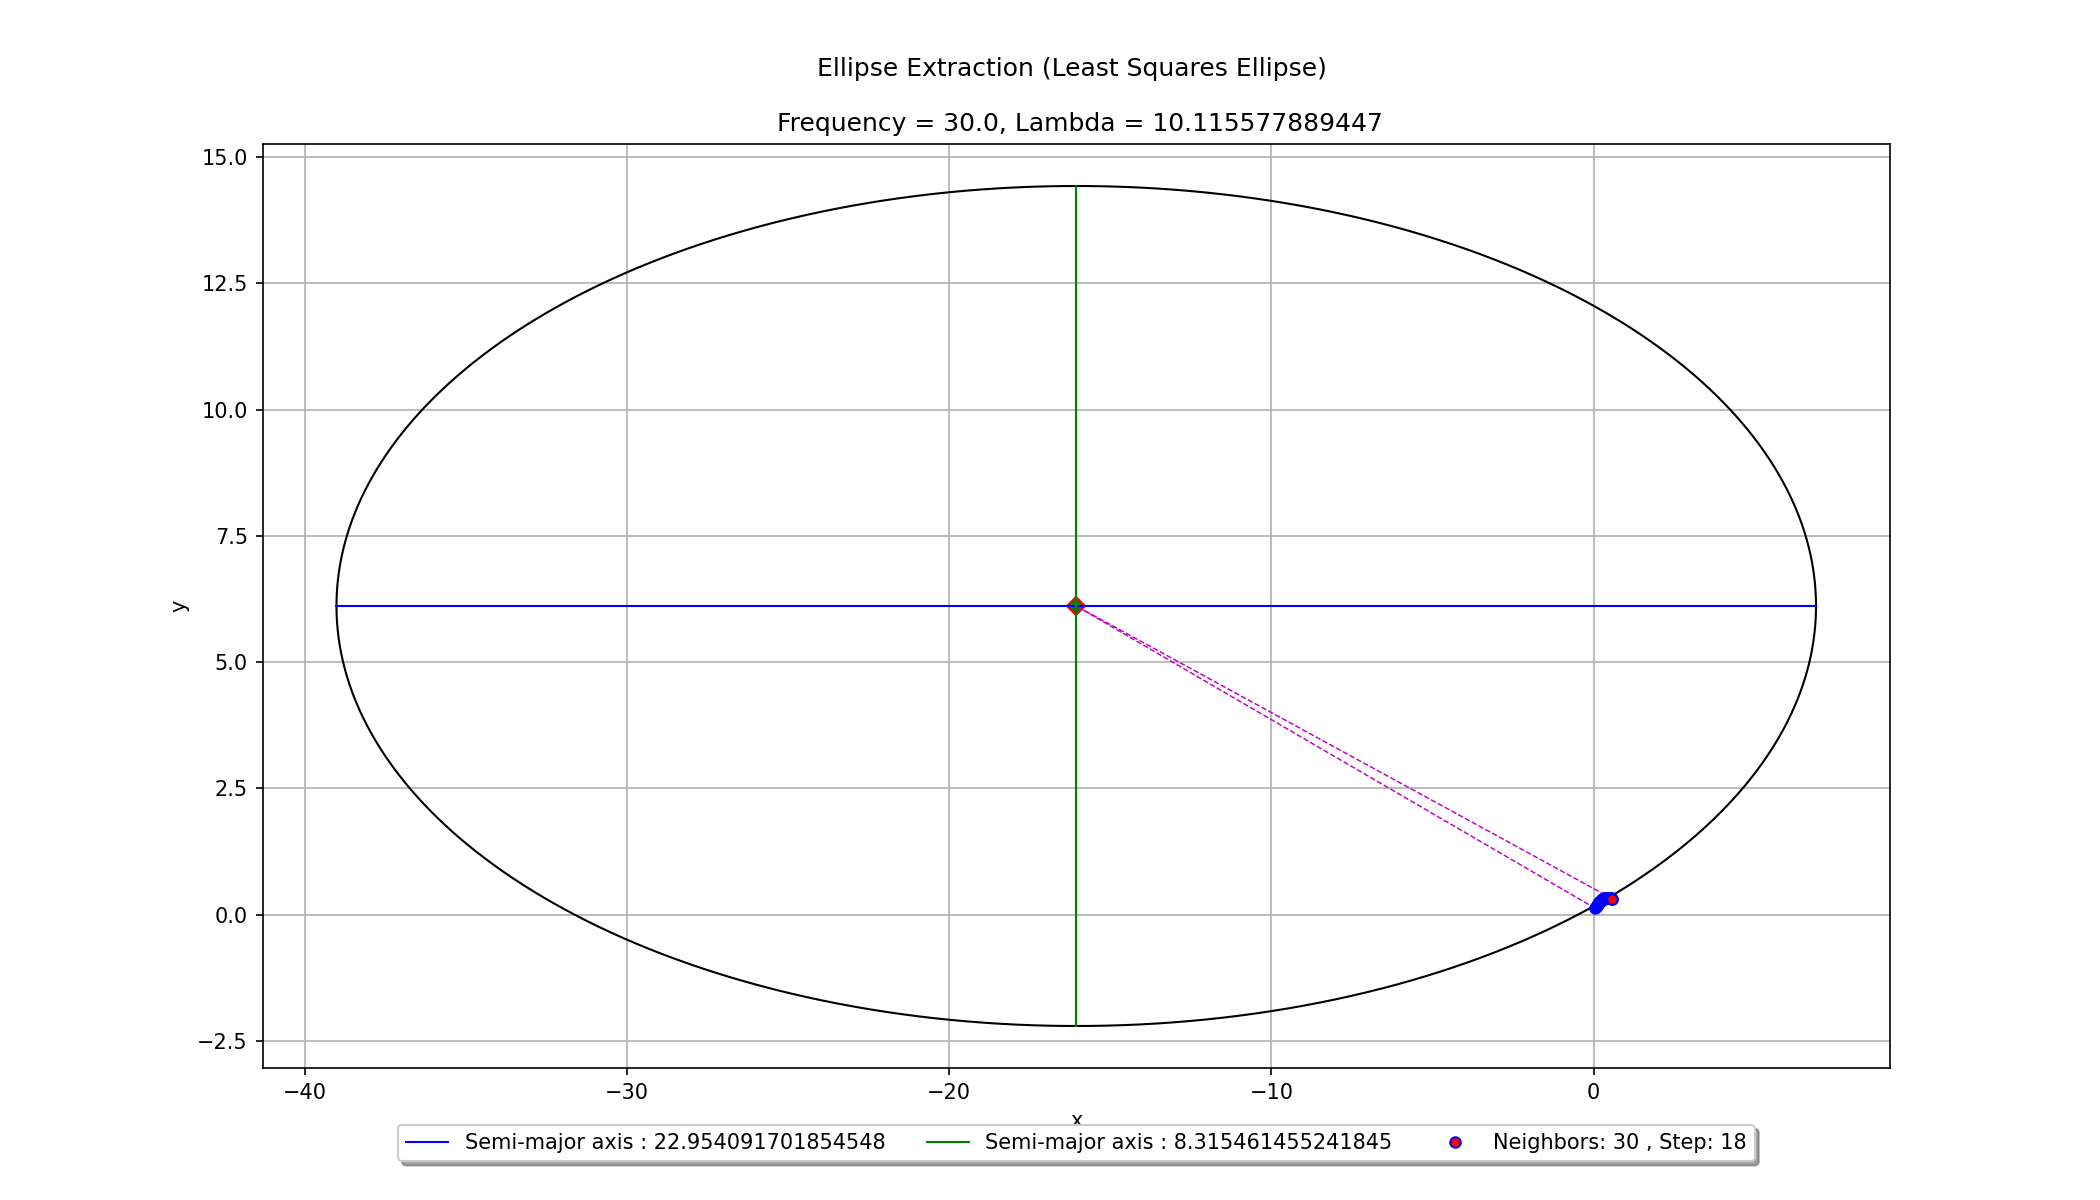 Ellipse Extraction (Least Squares Ellipse)
Frequency = 30.0, Lambda = 10.115577889447
15.0
12.5
10.0
7.5
5.0
2.5
0.0
−2.5
y
−40 −30 −20 −10 0
x
Semi-major axis : 22.954091701854548 Semi-major axis : 8.315461455241845 Neighbors: 30 , Step: 18